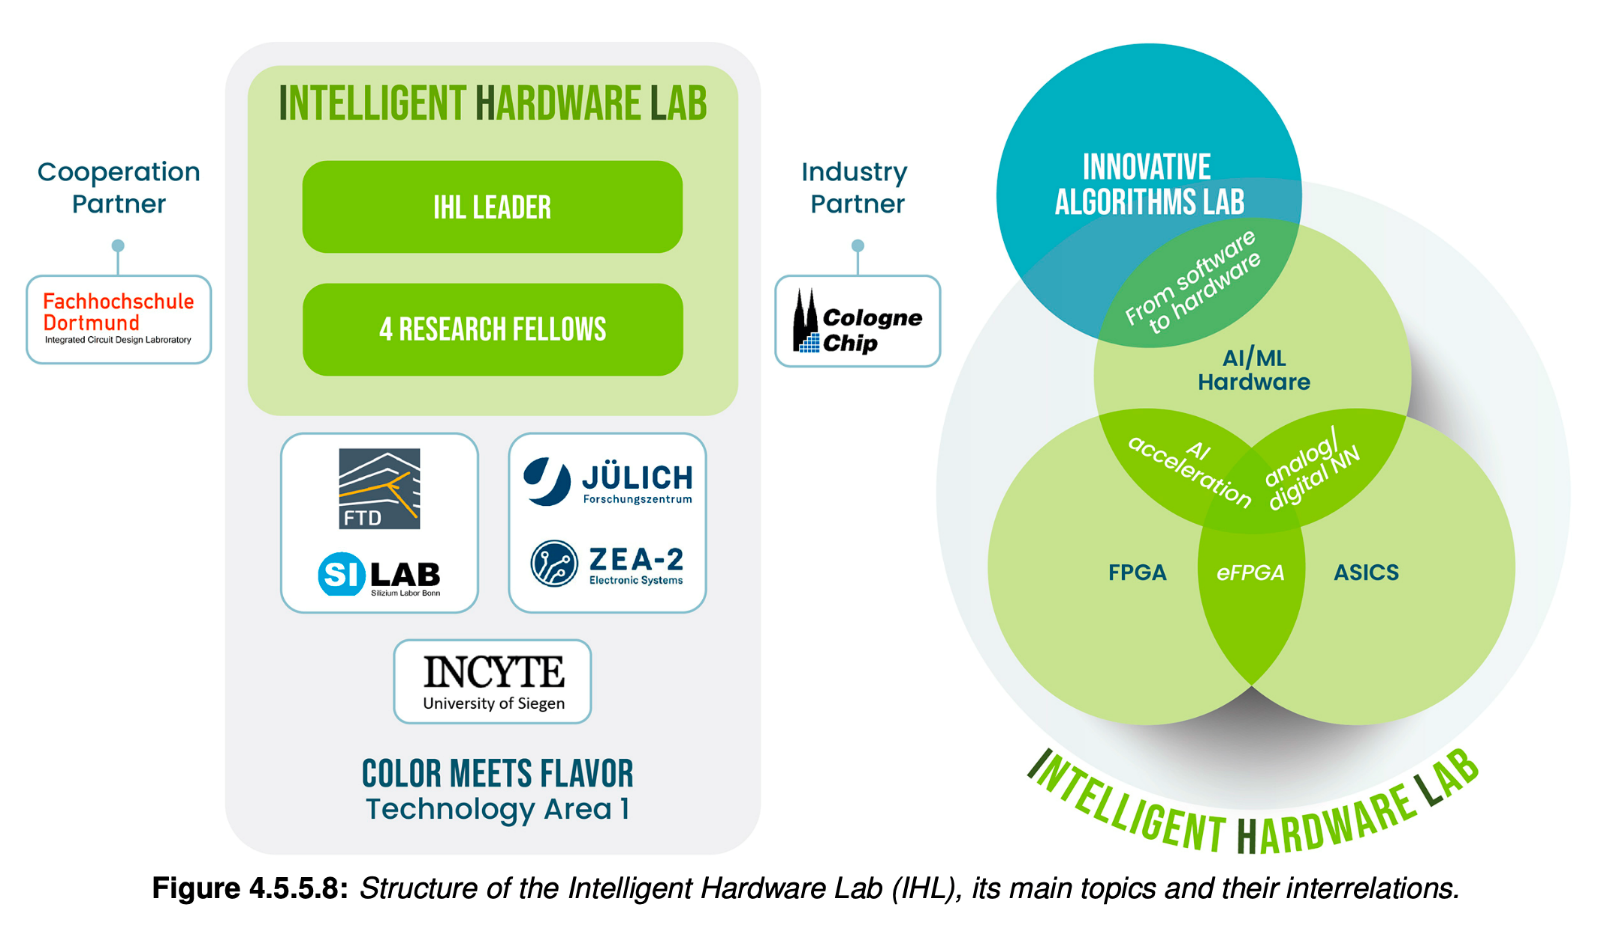 INTELLIGENT HARDWARE LAB
IHL LEADER
4 RESEARCH FELLOWS
Cooperation
Partner
Fachhochschule
Dortmund
Integrated Circuit Design Labroratory
Industry
Partner
Cologne
Chip
FTD
SI LAB
Silizium Labor Bonn
JÜLICH
Forschungszentrum
ZEA-2
Electronic Systems
INCYTE
University of Siegen
COLOR MEETS FLAVOR
Technology Area 1
INNOVATIVE
ALGORITHMS LAB
From software
to hardware
AI/ML
Hardware
AI
acceleration
analog/
digital NN
FPGA
eFPGA
ASICS
INTELLIGENT HARDWARE LAB
Figure 4.5.5.8: Structure of the Intelligent Hardware Lab (IHL), its main topics and their interrelations.